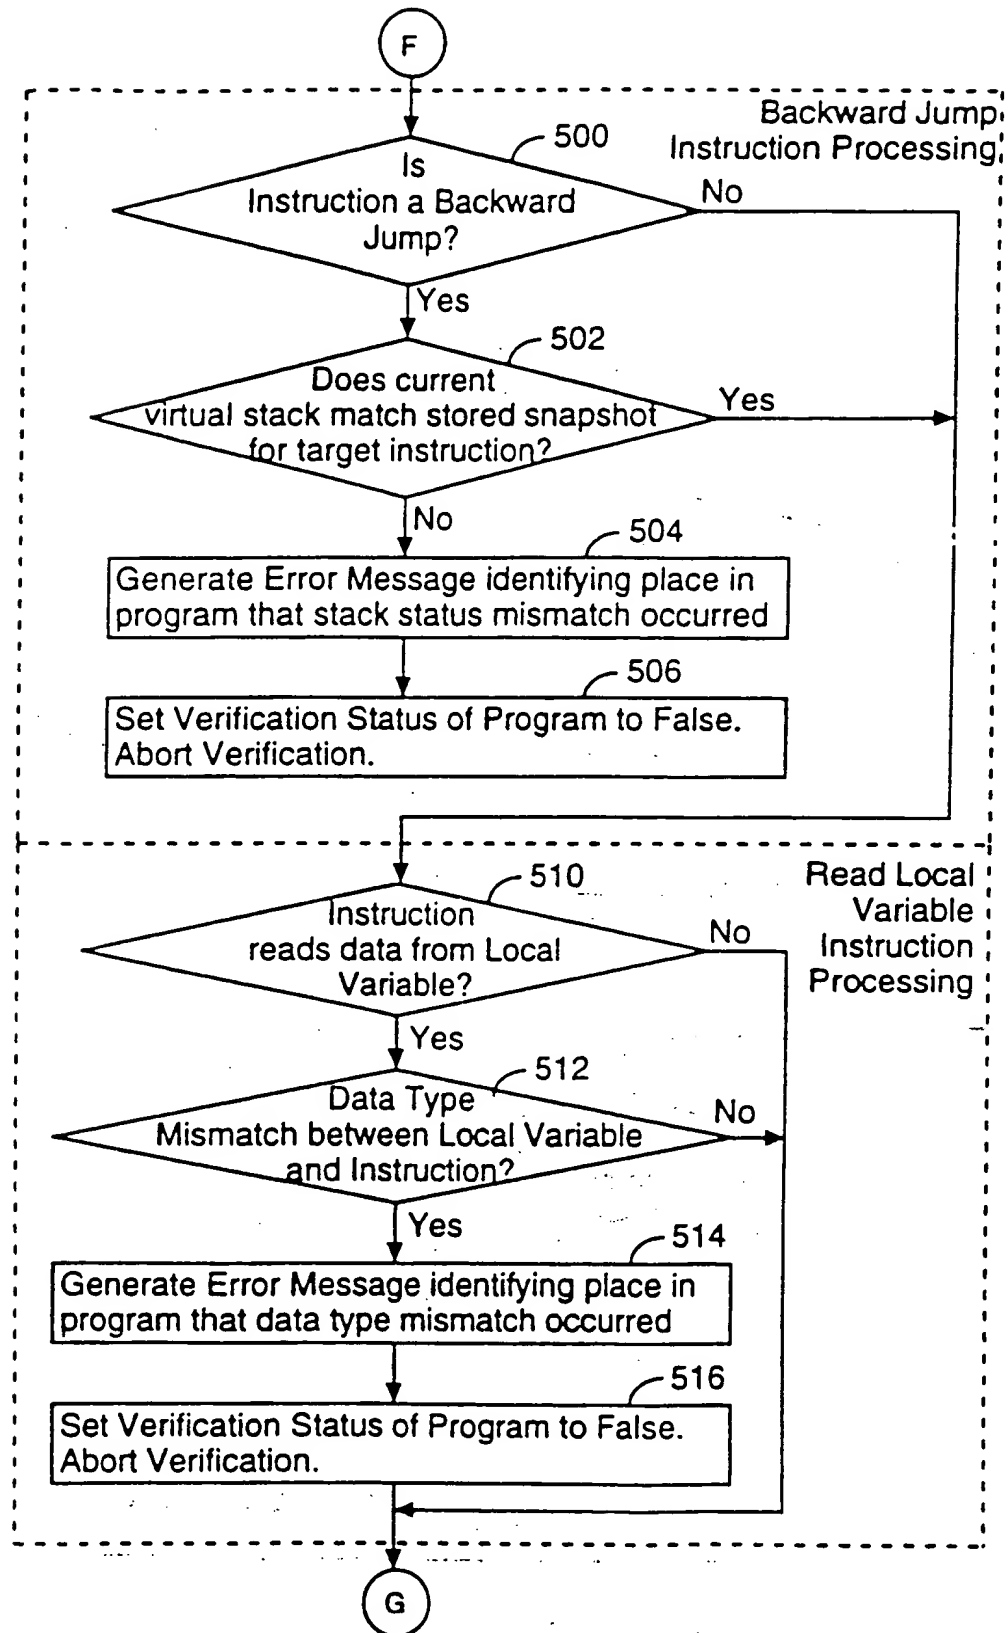 F
Backward Jump
Instruction Processing
500
Is
Instruction a Backward
Jump?
No
Yes
502
Does current
virtual stack match stored snapshot
for target instruction?
Yes
No
504
Generate Error Message identifying place in
program that stack status mismatch occurred
506
Set Verification Status of Program to False.
Abort Verification.
Read Local
Variable
Instruction
Processing
510
Instruction
reads data from Local
Variable?
No
Yes
512
Data Type
Mismatch between Local Variable
and Instruction?
No
Yes
514
Generate Error Message identifying place in
program that data type mismatch occurred
516
Set Verification Status of Program to False.
Abort Verification.
G